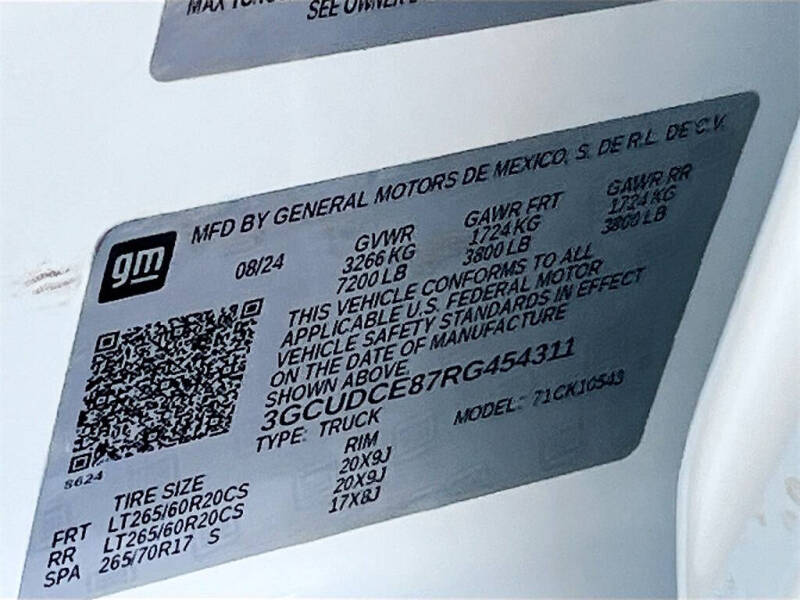 MAX
SEE OWNER
MFD BY GENERAL MOTORS DE MEXICO, S. DE R.L. DE C.V.
gm
08/24
GVWR GAWR FRT GAWR RR
3266 KG 1724 KG 1724 KG
7200 LB 3800 LB 3800 LB
THIS VEHICLE CONFORMS TO ALL
APPLICABLE U.S. FEDERAL MOTOR
VEHICLE SAFETY STANDARDS IN EFFECT
ON THE DATE OF MANUFACTURE
SHOWN ABOVE.
3GCUDCE87RG454311
TYPE: TRUCK MODEL: 71CK10543
8624
TIRE SIZE RIM
FRT LT265/60R20CS 20X9J
RR LT265/60R20CS 20X9J
SPA 265/70R17 S 17X8J